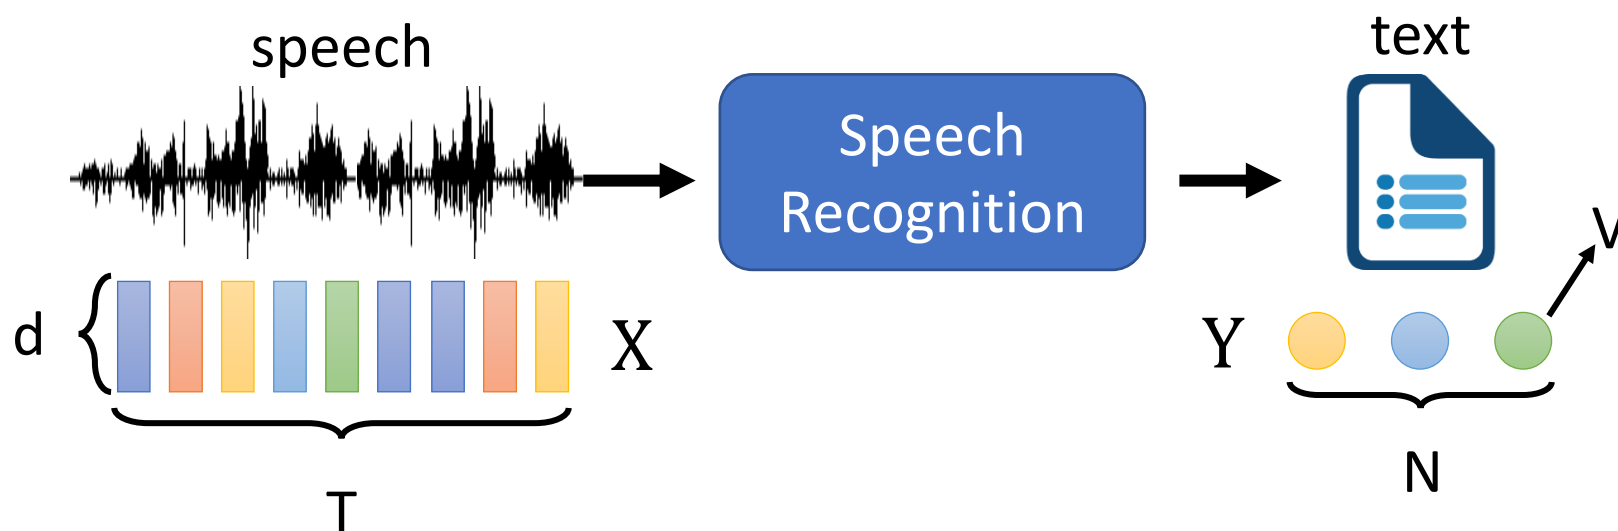 speech
text
Speech
Recognition
V
d
X
Y
T
N